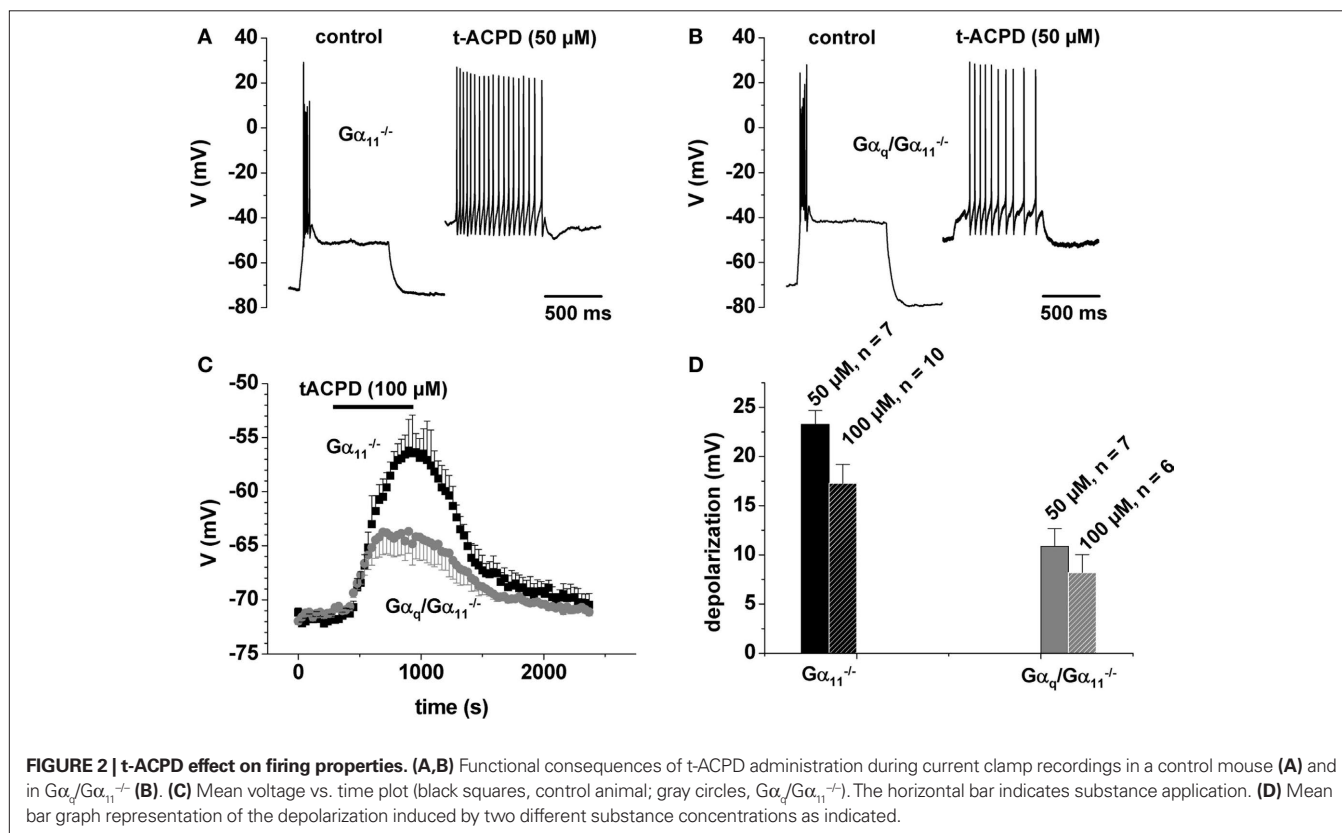 A
control
t-ACPD (50 µM)
40
20
0
-20
-40
-60
-80
V (mV)
Gα₁₁⁻/⁻
500 ms
B
control
t-ACPD (50 µM)
40
20
0
-20
-40
-60
-80
V (mV)
Gαq/Gα₁₁⁻/⁻
500 ms
C
tACPD (100 µM)
-50
-55
-60
-65
-70
-75
V (mV)
Gα₁₁⁻/⁻
Gαq/Gα₁₁⁻/⁻
0 1000 2000
time (s)
D
50 µM, n = 7
100 µM, n = 10
50 µM, n = 7
100 µM, n = 6
25
20
15
10
5
0
depolarization (mV)
Gα₁₁⁻/⁻ Gαq/Gα₁₁⁻/⁻
FIGURE 2 | t-ACPD effect on firing properties. (A,B) Functional consequences of t-ACPD administration during current clamp recordings in a control mouse (A) and
in Gαq/Gα₁₁⁻/⁻ (B). (C) Mean voltage vs. time plot (black squares, control animal; gray circles, Gαq/Gα₁₁⁻/⁻). The horizontal bar indicates substance application. (D) Mean
bar graph representation of the depolarization induced by two different substance concentrations as indicated.